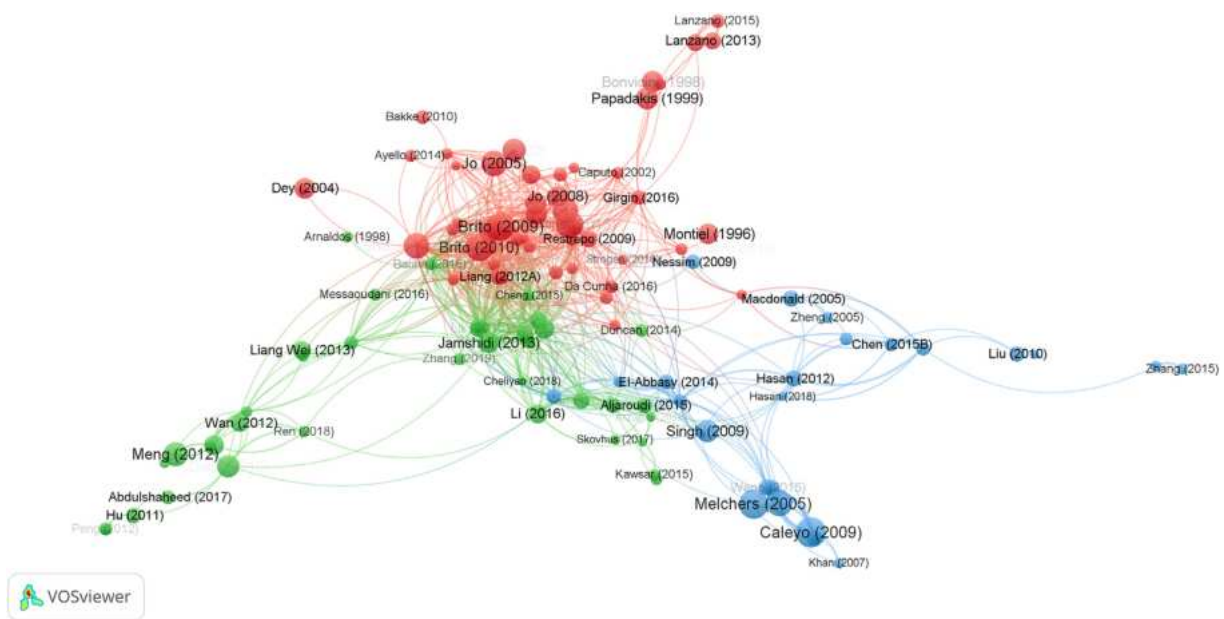 Lanzano (2015)
Lanzano (2013)
Bonvicini (1998)
Papadakis (1999)
Bakke (2010)
Ayello (2014)
Jo (2005)
Caputo (2002)
Dey (2004)
Jo (2008)
Girgin (2016)
Arnaldos (1998)
Brito (2009)
Restrepo (2009)
Montiel (1996)
Brito (2010)
Nessim (2009)
Liang (2012A)
Da Cunha (2016)
Messaoudani (2016)
Cheng (2015)
Macdonald (2005)
Zheng (2005)
Duncan (2014)
Jamshidi (2013)
Chen (2015B)
Liang Wei (2013)
Zhang (2019)
Liu (2010)
Zhang (2015)
Cheliyan (2018)
El-Abbasy (2014)
Hasan (2012)
Hasan (2018)
Aljaroudi (2015)
Li (2016)
Wan (2012)
Ren (2018)
Singh (2009)
Skovhus (2017)
Meng (2012)
Kawsar (2015)
Abdulshaheed (2017)
Melchers (2005)
Hu (2011)
Peng (2012)
Caleyo (2009)
Khan (2007)
VOSviewer